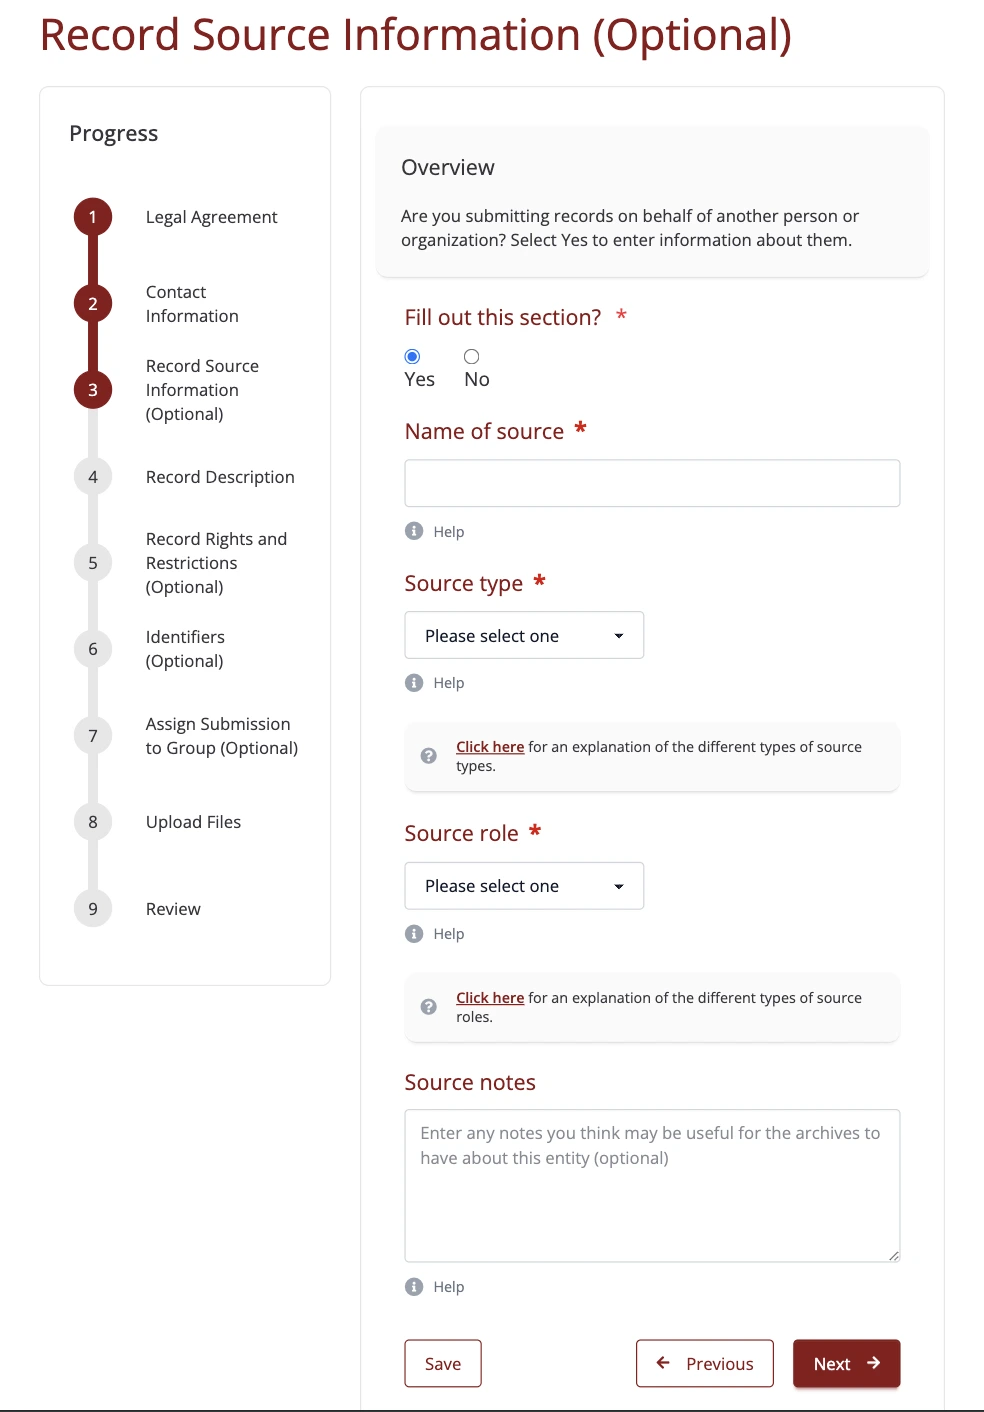 Record Source Information (Optional)
Progress
1
Legal Agreement
2
Contact
Information
3
Record Source
Information
(Optional)
4
Record Description
5
Record Rights and
Restrictions
(Optional)
6
Identifiers
(Optional)
7
Assign Submission
to Group (Optional)
8
Upload Files
9
Review
Overview
Are you submitting records on behalf of another person or
organization? Select Yes to enter information about them.
Fill out this section? *
Yes No
Name of source *
Help
Source type *
Please select one
Help
Click here for an explanation of the different types of source
types.
Source role *
Please select one
Help
Click here for an explanation of the different types of source
roles.
Source notes
Enter any notes you think may be useful for the archives to
have about this entity (optional)
Help
Save
Previous
Next